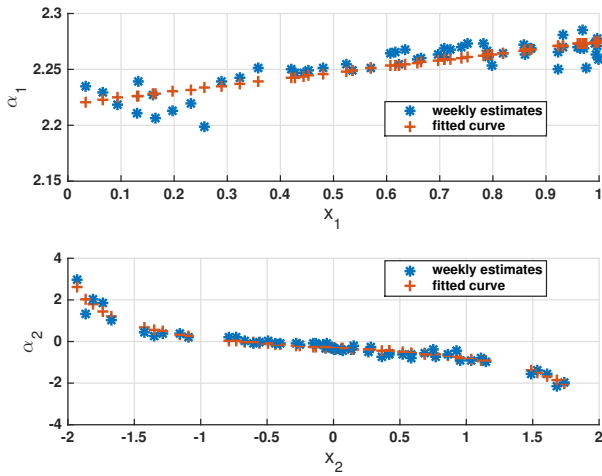 2.3
2.25
2.2
2.15
α1
weekly estimates
fitted curve
0 0.1 0.2 0.3 0.4 0.5 0.6 0.7 0.8 0.9 1
x1
4
2
0
-2
-4
α2
weekly estimates
fitted curve
-2 -1.5 -1 -0.5 0 0.5 1 1.5 2
x2